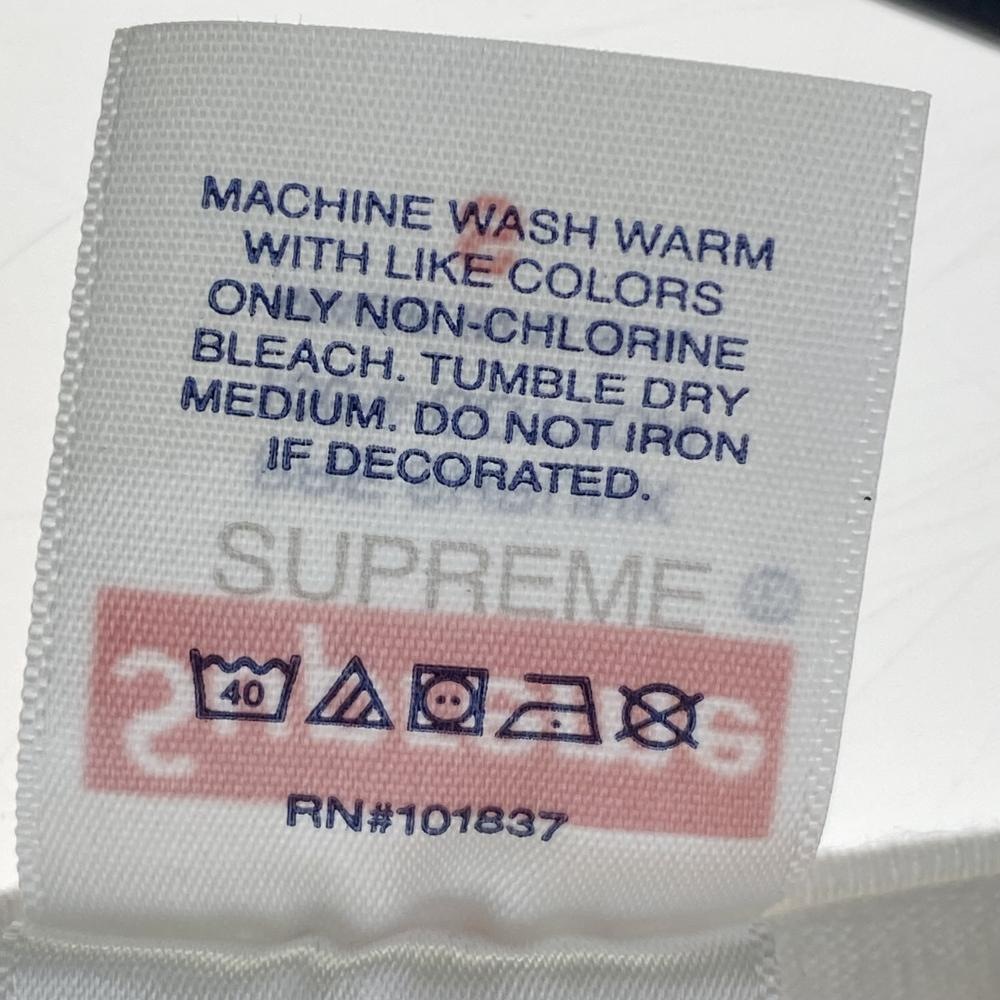 MACHINE WASH WARM
WITH LIKE COLORS
ONLY NON-CHLORINE
BLEACH. TUMBLE DRY
MEDIUM. DO NOT IRON
IF DECORATED.
SUPREME
40
RN#101837